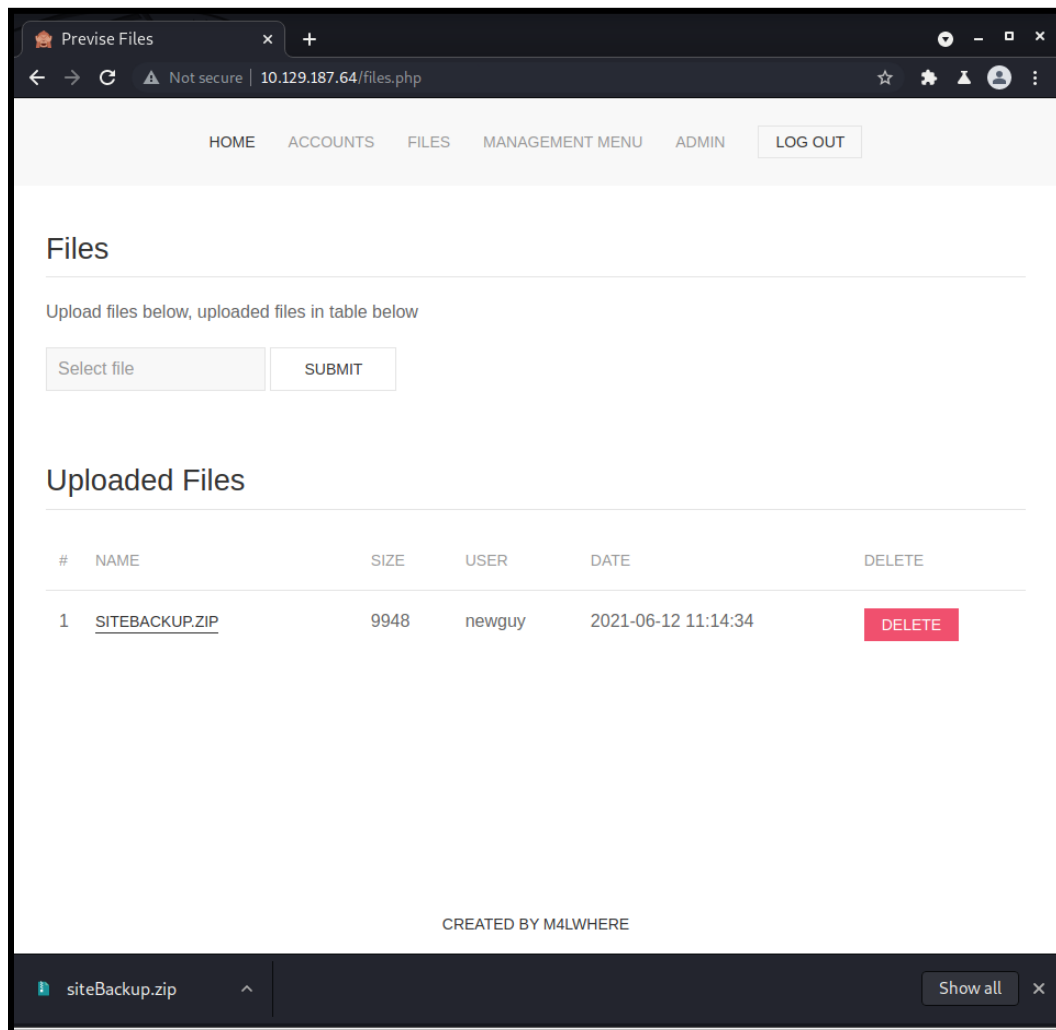 Previse Files
Not secure | 10.129.187.64/files.php
HOME ACCOUNTS FILES MANAGEMENT MENU ADMIN LOG OUT
Files
Upload files below, uploaded files in table below
Select file SUBMIT
Uploaded Files
# NAME SIZE USER DATE DELETE
1 SITEBACKUP.ZIP 9948 newguy 2021-06-12 11:14:34 DELETE
CREATED BY M4LWHERE
siteBackup.zip Show all